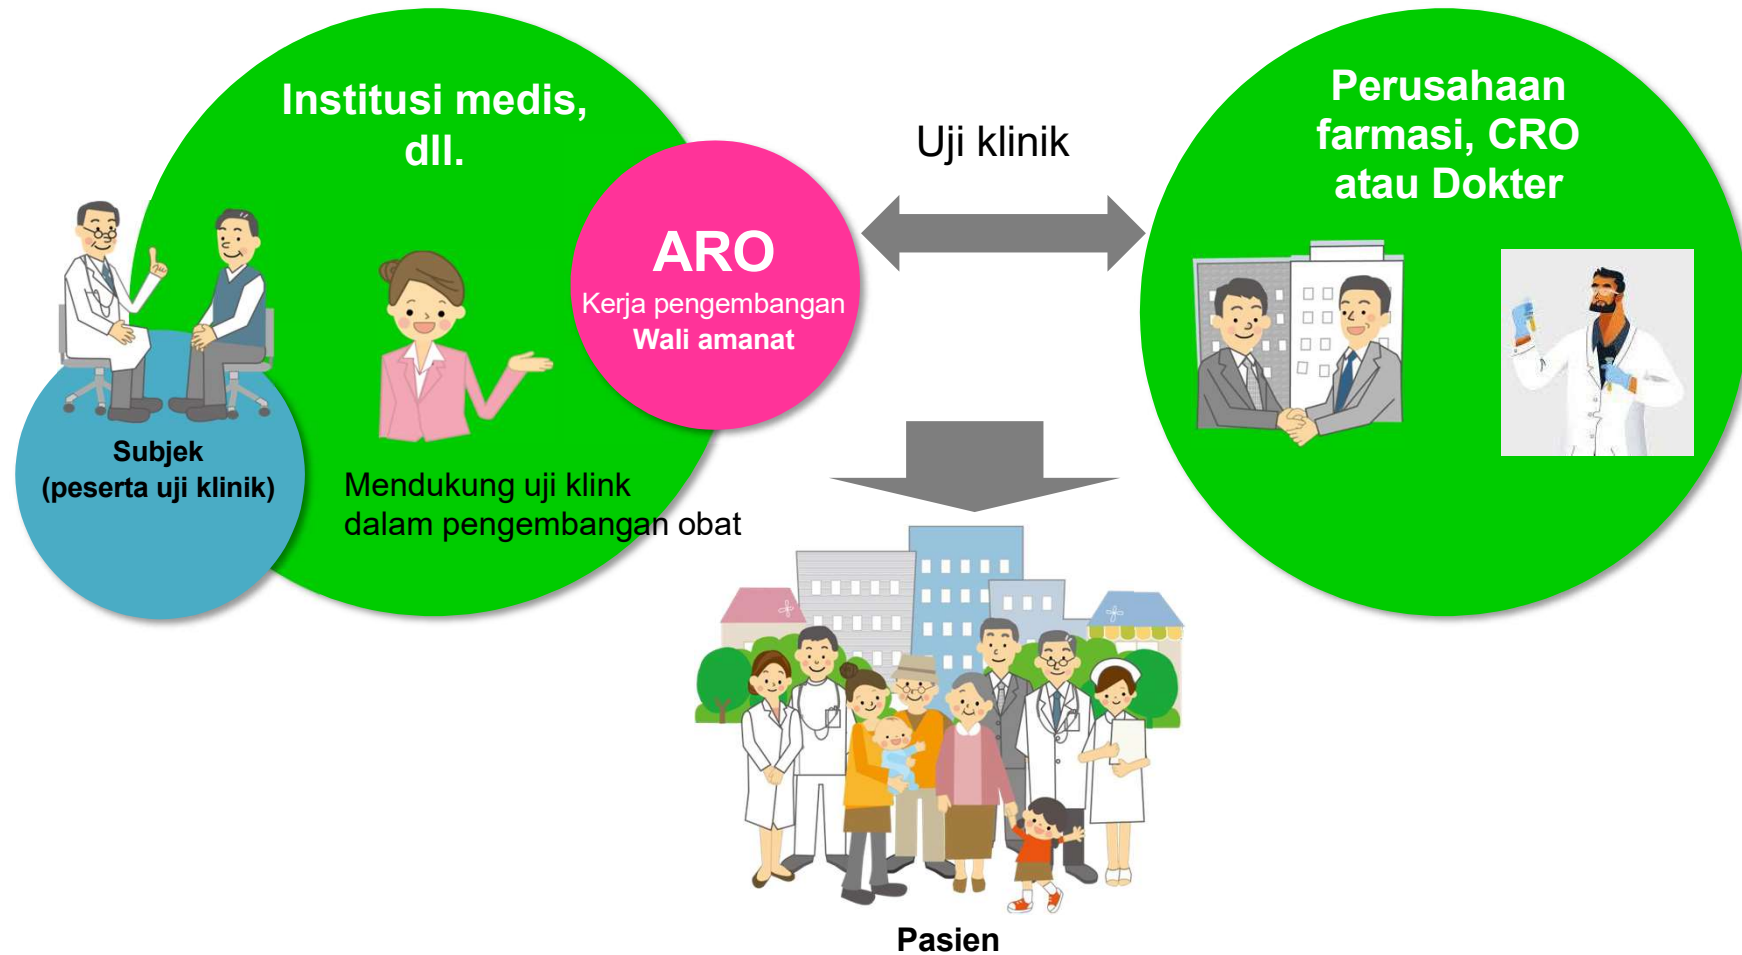 Institusi medis,
dll.
ARO
Kerja pengembangan
Wali amanat
Subjek
(peserta uji klinik)
Mendukung uji klink
dalam pengembangan obat
Uji klinik
Perusahaan
farmasi, CRO
atau Dokter
Pasien